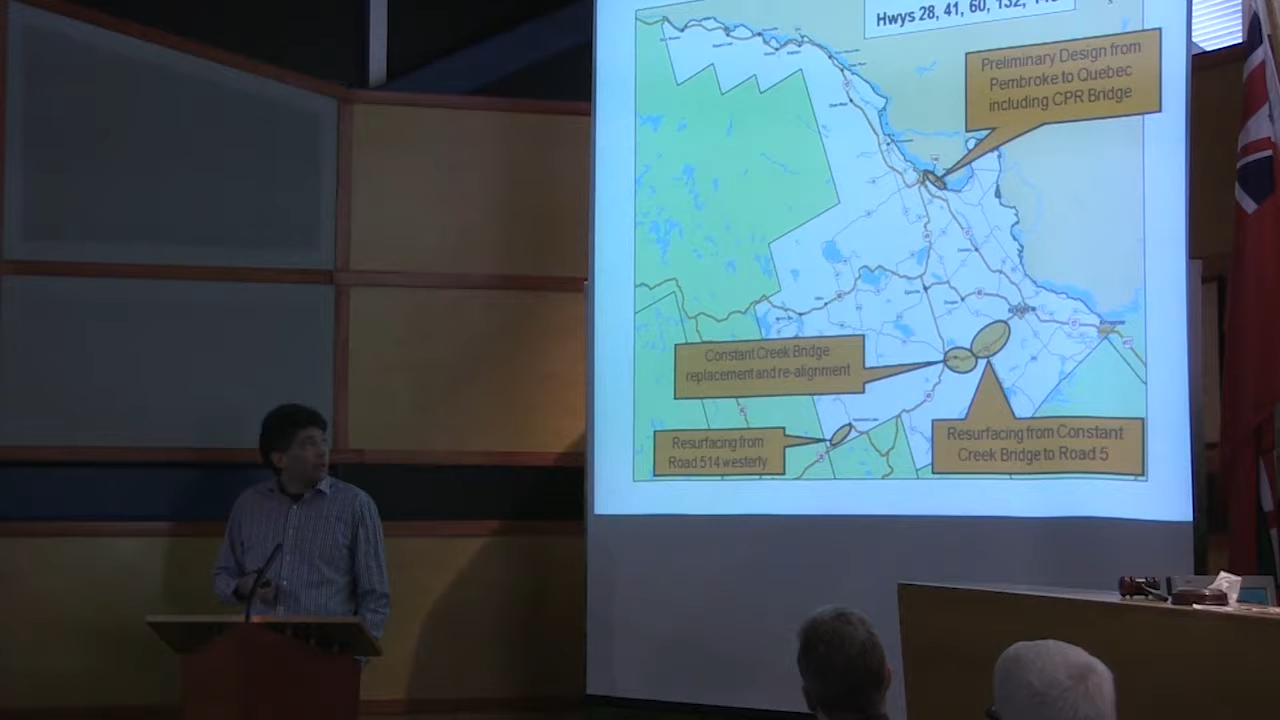 Hwys 28, 41, 60, 132,
Preliminary Design from
Pembroke to Quebec
including CPR Bridge
Constant Creek Bridge
replacement and re-alignment
Resurfacing from
Road 514 westerly
Resurfacing from Constant
Creek Bridge to Road 5